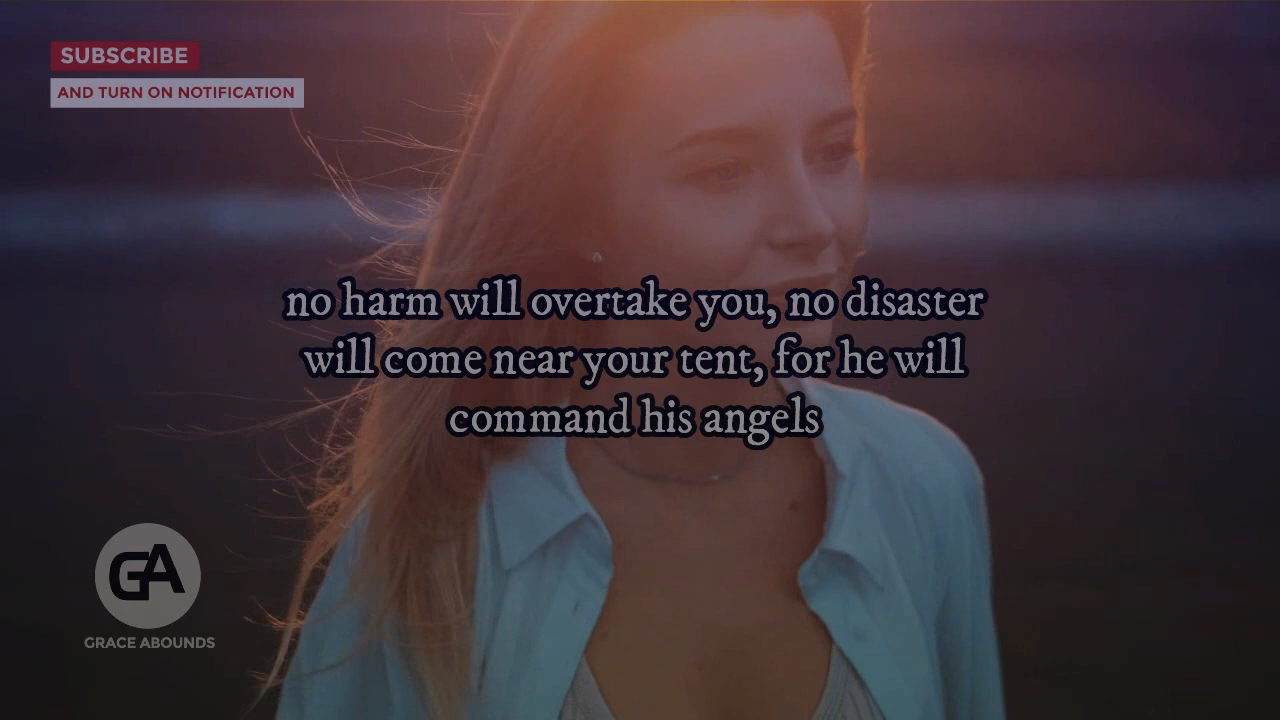 SUBSCRIBE
AND TURN ON NOTIFICATION
no harm will overtake you, no disaster
will come near your tent, for he will
command his angels
GA
GRACE ABOUNDS